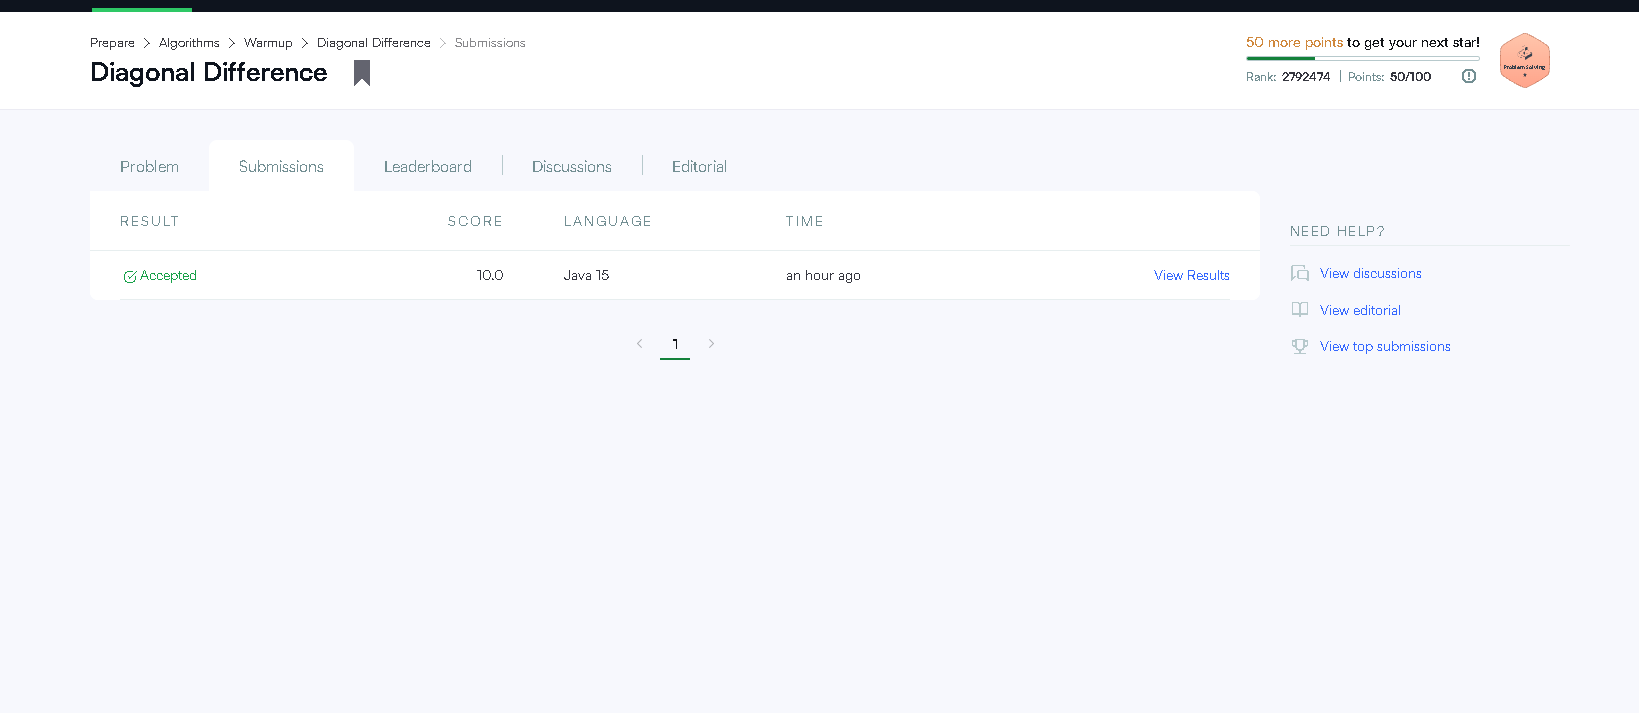 Prepare > Algorithms > Warmup > Diagonal Difference > Submissions
Diagonal Difference
50 more points to get your next star!
Rank: 2792474 | Points: 50/100
Problem Solving
Problem
Submissions
Leaderboard
Discussions
Editorial
RESULT SCORE LANGUAGE TIME
Accepted 10.0 Java 15 an hour ago View Results
1
NEED HELP?
View discussions
View editorial
View top submissions